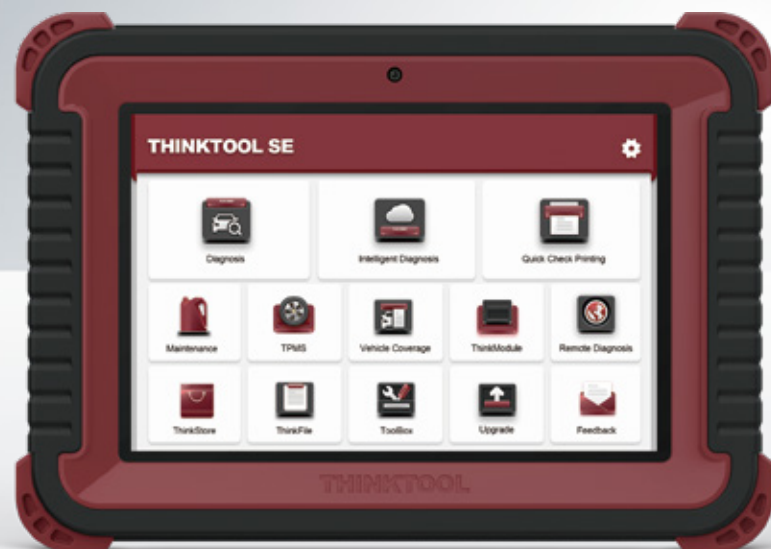 THINKTOOL SE
Diagnosis
Intelligent Diagnosis
Quick Check Printing
Maintenance
TPMS
Vehicle Coverage
ThinkModule
Remote Diagnosis
ThinkStore
ThinkFile
ToolBox
Upgrade
Feedback
THINKTOOL